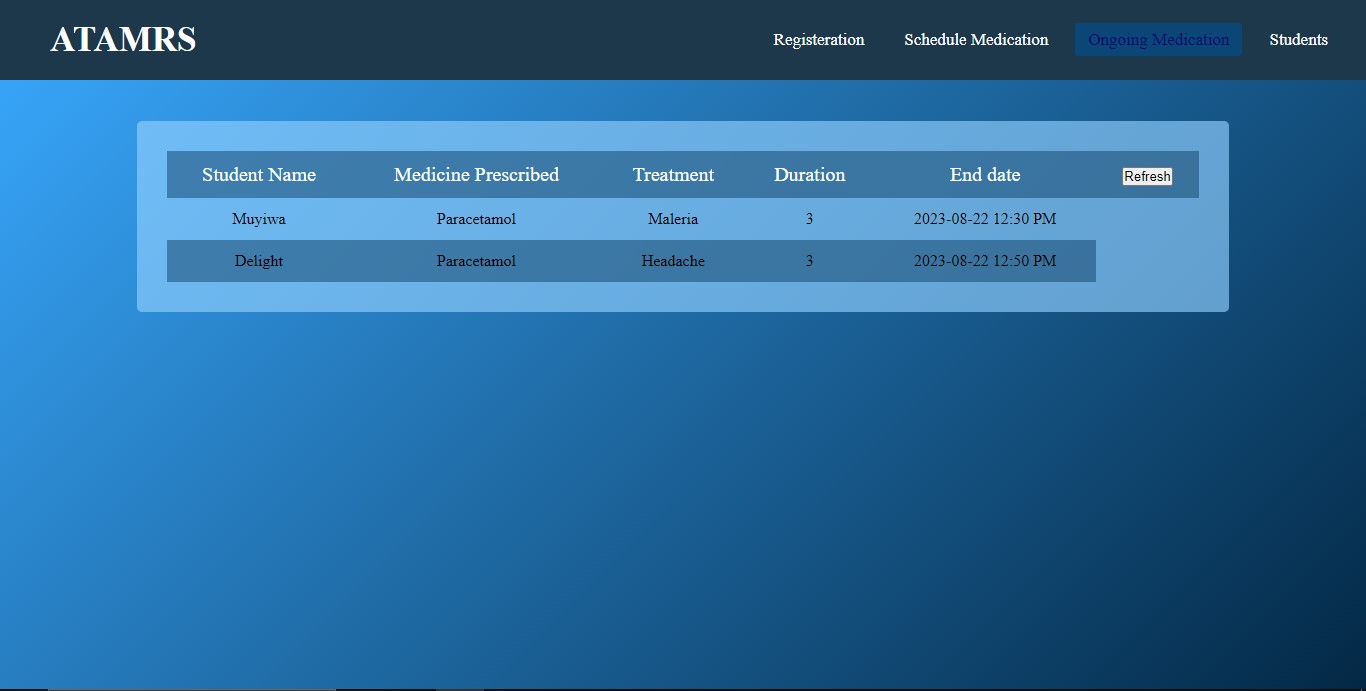 ATAMRS
Registeration Schedule Medication Ongoing Medication Students
Student Name Medicine Prescribed Treatment Duration End date Refresh
Muyiwa Paracetamol Maleria 3 2023-08-22 12:30 PM
Delight Paracetamol Headache 3 2023-08-22 12:50 PM